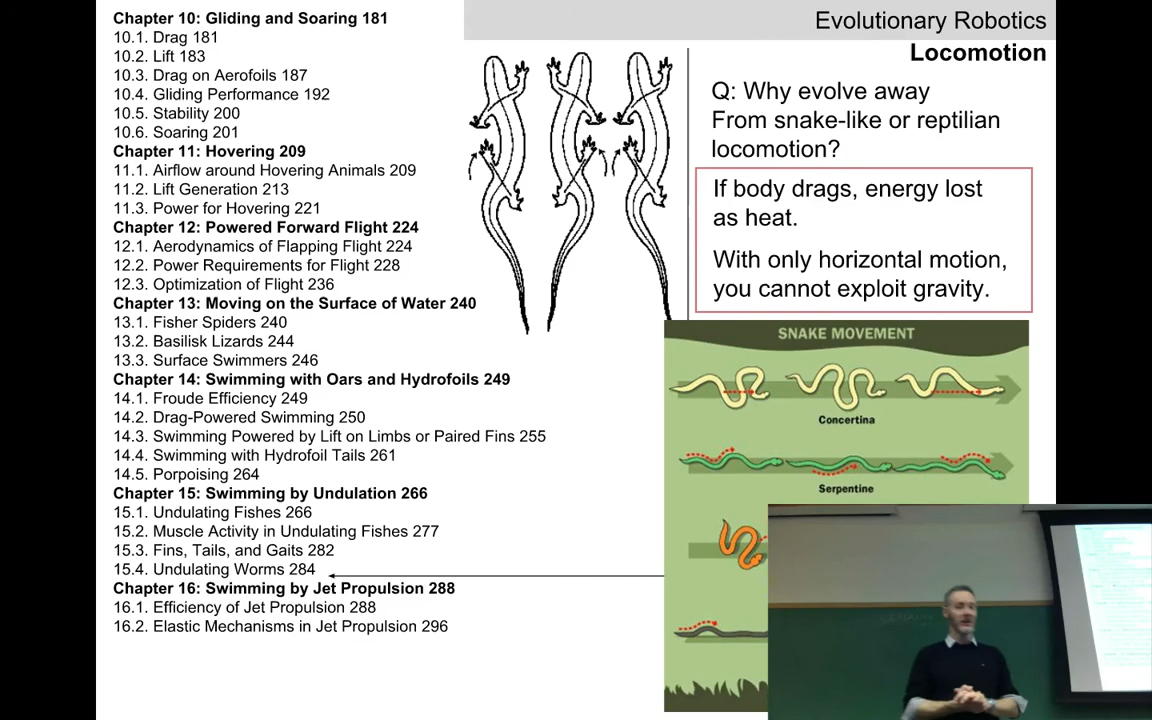 Chapter 10: Gliding and Soaring 181
10.1. Drag 181
10.2. Lift 183
10.3. Drag on Aerofoils 187
10.4. Gliding Performance 192
10.5. Stability 200
10.6. Soaring 201
Chapter 11: Hovering 209
11.1. Airflow around Hovering Animals 209
11.2. Lift Generation 213
11.3. Power for Hovering 221
Chapter 12: Powered Forward Flight 224
12.1. Aerodynamics of Flapping Flight 224
12.2. Power Requirements for Flight 228
12.3. Optimization of Flight 236
Chapter 13: Moving on the Surface of Water 240
13.1. Fisher Spiders 240
13.2. Basilisk Lizards 244
13.3. Surface Swimmers 246
Chapter 14: Swimming with Oars and Hydrofoils 249
14.1. Froude Efficiency 249
14.2. Drag-Powered Swimming 250
14.3. Swimming Powered by Lift on Limbs or Paired Fins 255
14.4. Swimming with Hydrofoil Tails 261
14.5. Porpoising 264
Chapter 15: Swimming by Undulation 266
15.1. Undulating Fishes 266
15.2. Muscle Activity in Undulating Fishes 277
15.3. Fins, Tails, and Gaits 282
15.4. Undulating Worms 284
Chapter 16: Swimming by Jet Propulsion 288
16.1. Efficiency of Jet Propulsion 288
16.2. Elastic Mechanisms in Jet Propulsion 296
Evolutionary Robotics
Locomotion
Q: Why evolve away
From snake-like or reptilian
locomotion?
If body drags, energy lost
as heat.
With only horizontal motion,
you cannot exploit gravity.
SNAKE MOVEMENT
Concertina
Serpentine